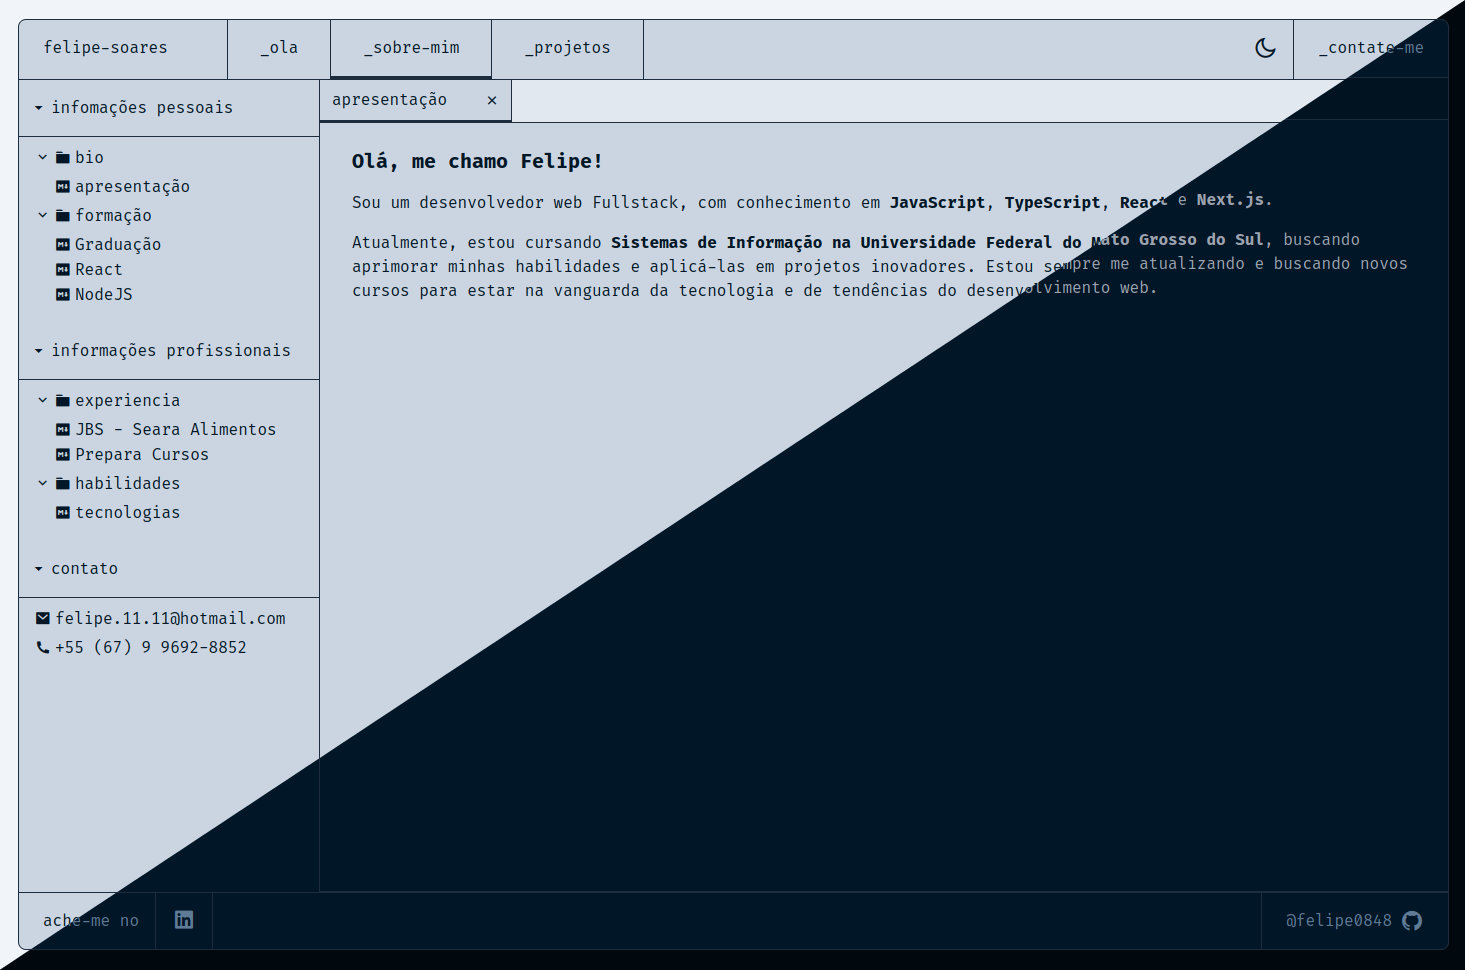 felipe-soares
_ola
_sobre-mim
_projetos
_contate-me
infomações pessoais
bio
apresentação
formação
Graduação
React
NodeJS
informações profissionais
experiencia
JBS - Seara Alimentos
Prepara Cursos
habilidades
tecnologias
contato
felipe.11.11@hotmail.com
+55 (67) 9 9692-8852
apresentação ×
Olá, me chamo Felipe!
Sou um desenvolvedor web Fullstack, com conhecimento em JavaScript, TypeScript, React e Next.js.
Atualmente, estou cursando Sistemas de Informação na Universidade Federal do Mato Grosso do Sul, buscando
aprimorar minhas habilidades e aplicá-las em projetos inovadores. Estou sempre me atualizando e buscando novos
cursos para estar na vanguarda da tecnologia e de tendências do desenvolvimento web.
ache-me no
in
@felipe0848